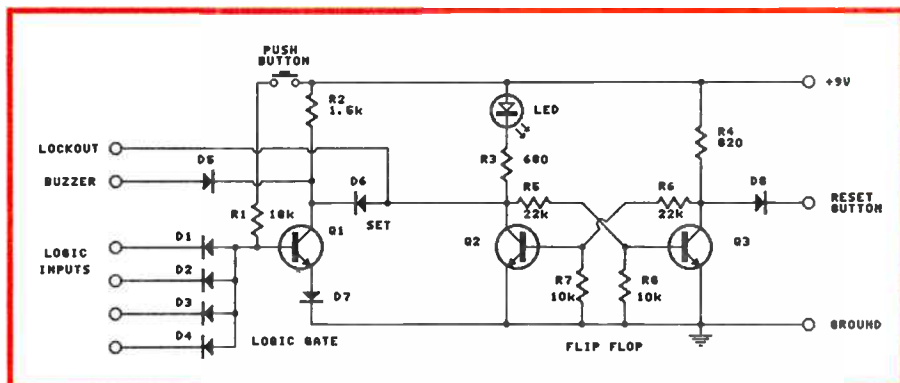 PUSH
BUTTON
+9V
R2
1.5k
LED
R4
820
LOCKOUT
D5
R3 680
BUZZER
D6
R5
22k
R6
22k
D8
RESET
BUTTON
R1 10k
SET
Q1
Q2
Q3
D1
LOGIC
INPUTS
D2
D7
R7
10k
R8
10k
D3
D4
LOGIC GATE
FLIP FLOP
GROUND